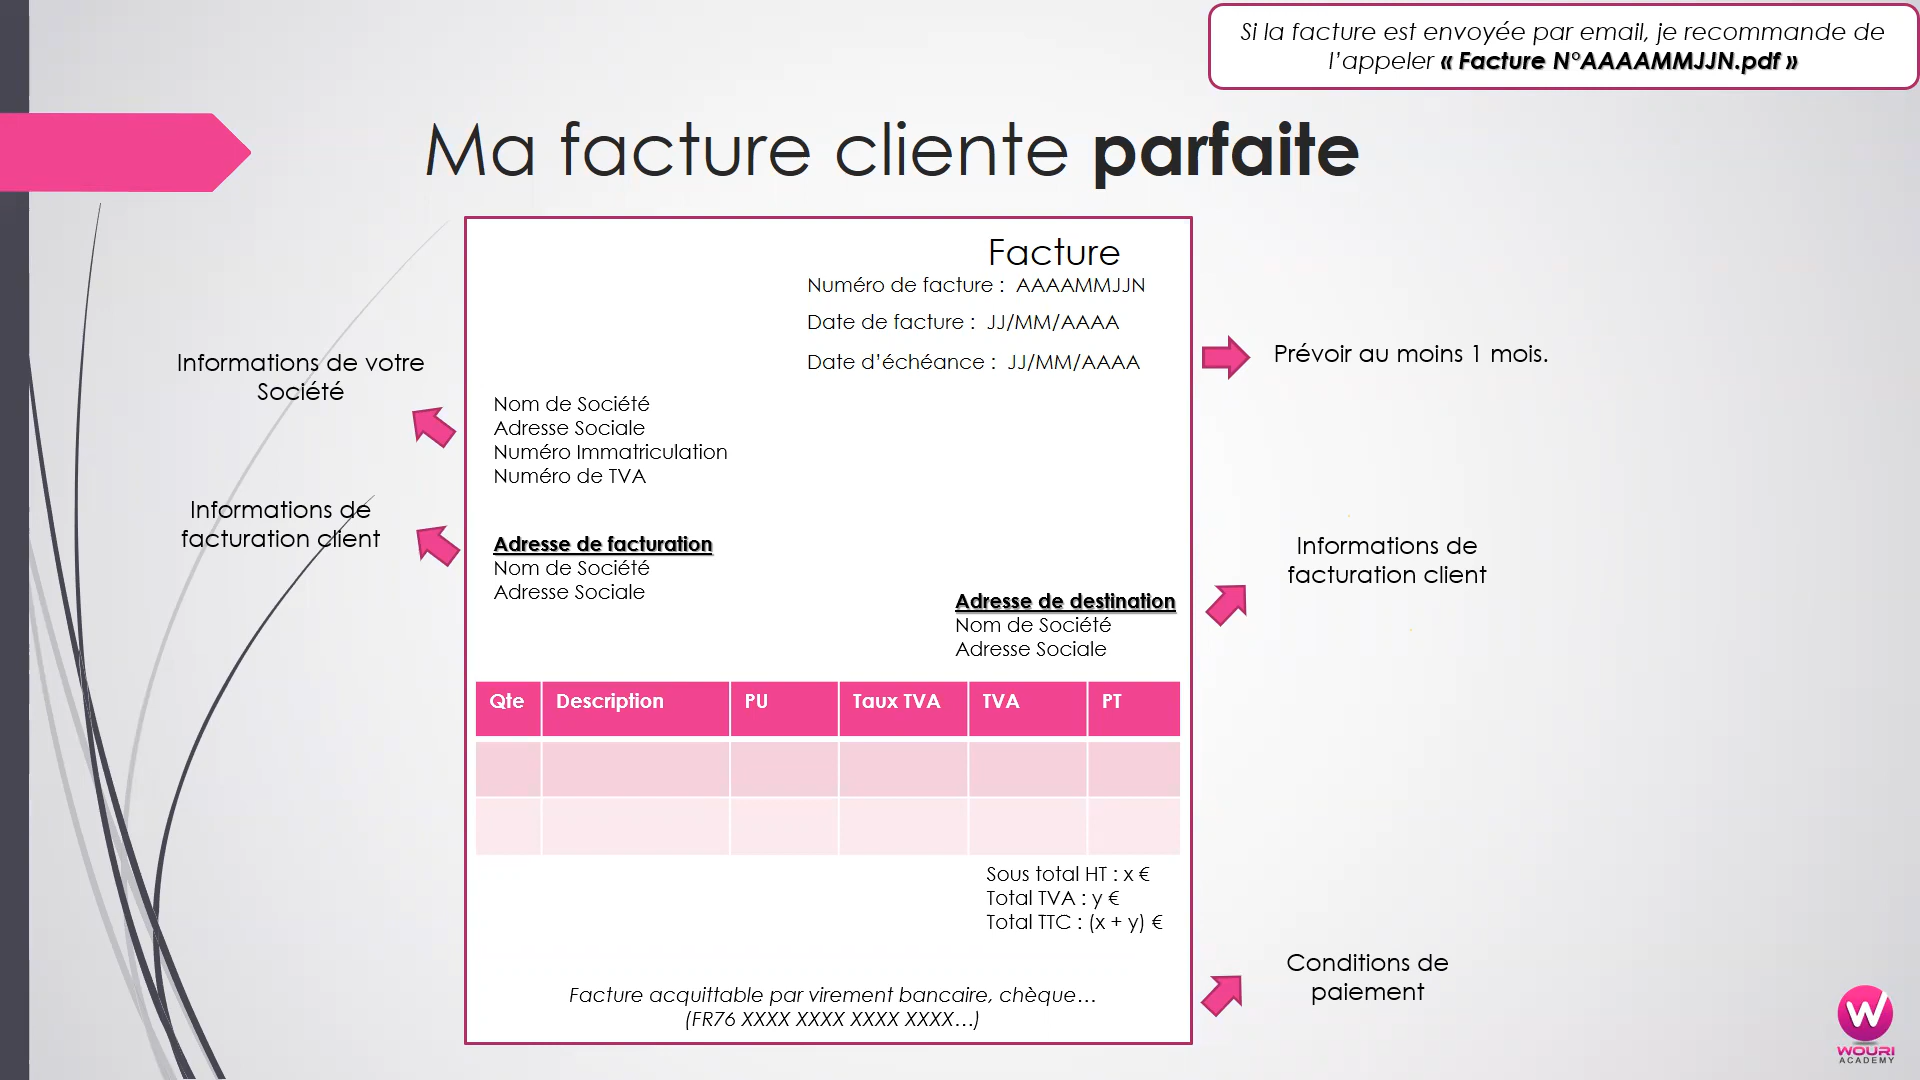 Si la facture est envoyée par email, je recommande de
l’appeler « Facture N°AAAAMMJJN.pdf »
Ma facture cliente parfaite
Facture
Numéro de facture : AAAAMMJJN
Date de facture : JJ/MM/AAAA
Date d’échéance : JJ/MM/AAAA
Prévoir au moins 1 mois.
Informations de votre
Société
Nom de Société
Adresse Sociale
Numéro Immatriculation
Numéro de TVA
Informations de
facturation client
Adresse de facturation
Nom de Société
Adresse Sociale
Informations de
facturation client
Adresse de destination
Nom de Société
Adresse Sociale
Qte Description PU Taux TVA TVA PT
Sous total HT : x €
Total TVA : y €
Total TTC : (x + y) €
Facture acquittable par virement bancaire, chèque…
(FR76 XXXX XXXX XXXX XXXX…)
Conditions de
paiement
WOURI
ACADEMY